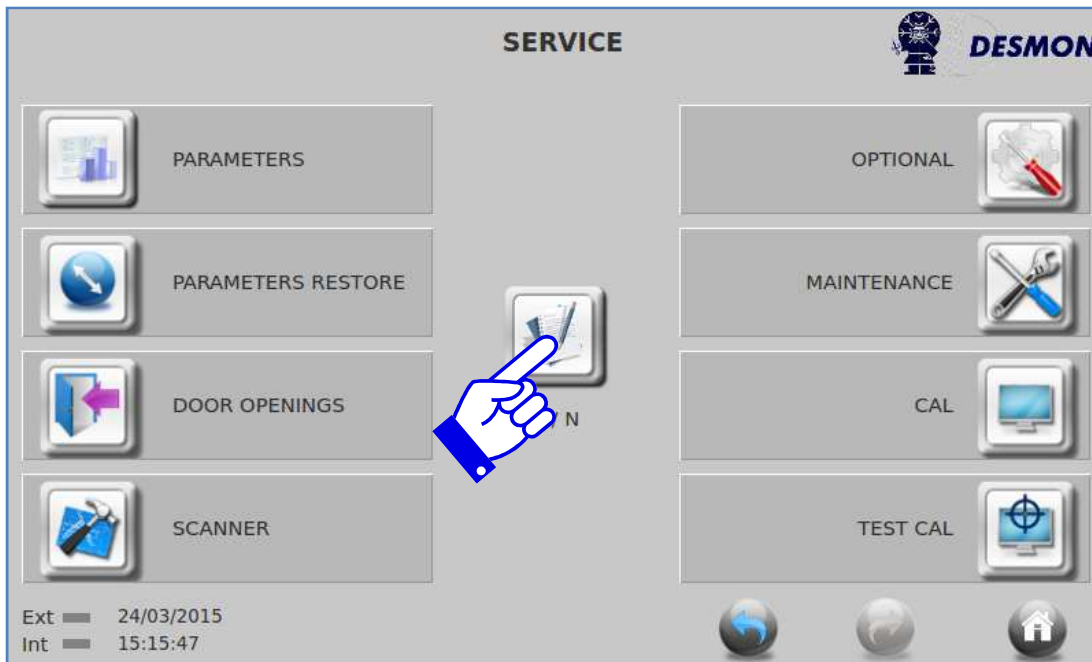 SERVICE
DESMON
PARAMETERS
OPTIONAL
PARAMETERS RESTORE
MAINTENANCE
/ N
DOOR OPENINGS
CAL
SCANNER
TEST CAL
Ext 24/03/2015
Int 15:15:47